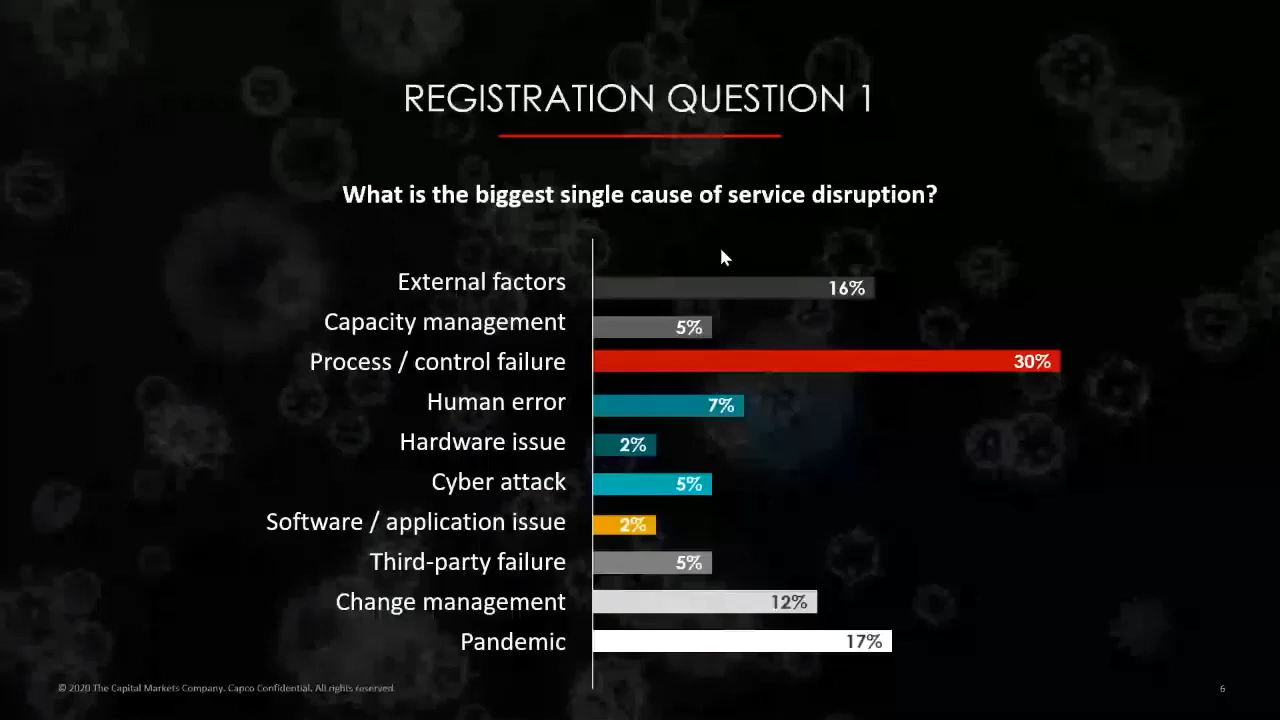 REGISTRATION QUESTION 1
What is the biggest single cause of service disruption?
External factors 16%
Capacity management 5%
Process / control failure 30%
Human error 7%
Hardware issue 2%
Cyber attack 5%
Software / application issue 2%
Third-party failure 5%
Change management 12%
Pandemic 17%
© 2020 The Capital Markets Company. Capco Confidential. All rights reserved. 6